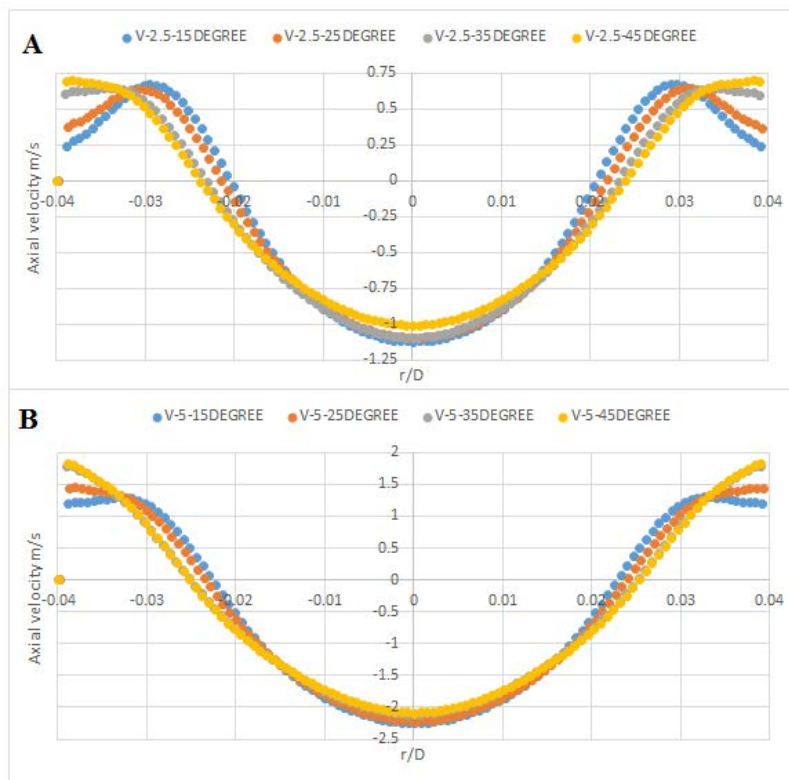 A
V-2.5-15DEGREE V-2.5-25DEGREE V-2.5-35DEGREE V-2.5-45DEGREE
Axial velocity m/s
0.75
0.5
0.25
0
-0.25
-0.5
-0.75
-1
-1.25
-0.04 -0.03 -0.02 -0.01 0 0.01 0.02 0.03 0.04
r/D
B
V-5-15DEGREE V-5-25DEGREE V-5-35DEGREE V-5-45DEGREE
Axial velocity m/s
2
1.5
1
0.5
0
-0.5
-1
-1.5
-2
-2.5
-0.04 -0.03 -0.02 -0.01 0 0.01 0.02 0.03 0.04
r/D